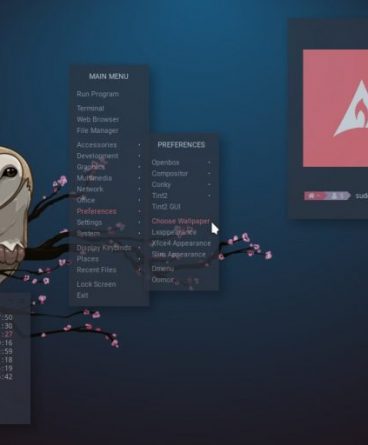 MAIN MENU
Run Program
Terminal
Web Browser
File Manager
Accessories
Development
Graphics
Multimedia
Network
Office
Preferences
Settings
System
Display Keybinds
Places
Recent Files
Lock Screen
Exit
PREFERENCES
Openbox
Compositor
Conky
Tint2
Tint2 GUI
Choose Wallpaper
Lxappearance
Xfce4 Appearance
Slim Appearance
Dmenu
sudo
:50
:30
:27
:16
:59
:18
:19
:42